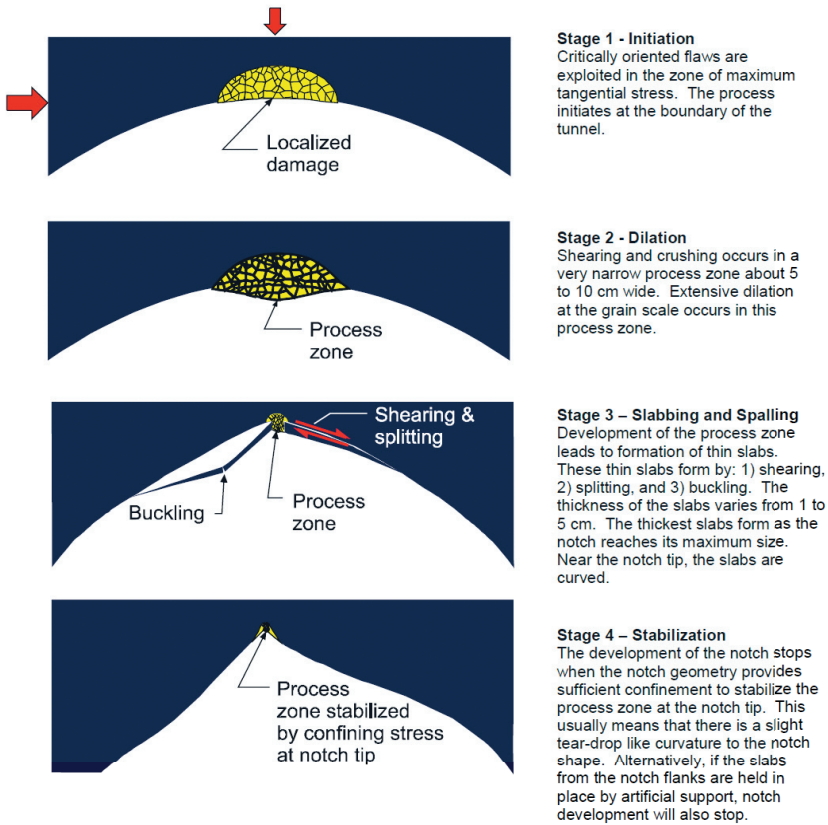 Stage 1 - Initiation
Critically oriented flaws are
exploited in the zone of maximum
tangential stress. The process
initiates at the boundary of the
tunnel.
Localized
damage
Stage 2 - Dilation
Shearing and crushing occurs in a
very narrow process zone about 5
to 10 cm wide. Extensive dilation
at the grain scale occurs in this
process zone.
Process
zone
Shearing &
splitting
Buckling
Process
zone
Stage 3 – Slabbing and Spalling
Development of the process zone
leads to formation of thin slabs.
These thin slabs form by: 1) shearing,
2) splitting, and 3) buckling. The
thickness of the slabs varies from 1 to
5 cm. The thickest slabs form as the
notch reaches its maximum size.
Near the notch tip, the slabs are
curved.
Process
zone stabilized
by confining stress
at notch tip
Stage 4 – Stabilization
The development of the notch stops
when the notch geometry provides
sufficient confinement to stabilize the
process zone at the notch tip. This
usually means that there is a slight
tear-drop like curvature to the notch
shape. Alternatively, if the slabs
from the notch flanks are held in
place by artificial support, notch
development will also stop.